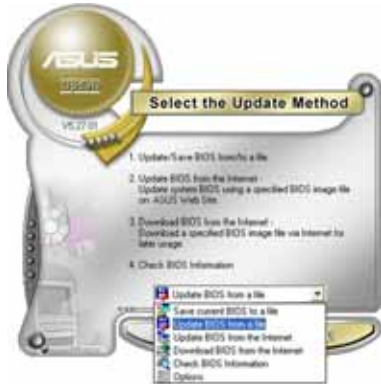 ASUS
Update
V5.27.01
Select the Update Method
1. Update/Save BIOS from/to a file
2. Update BIOS from the Internet -
Update system BIOS using a specified BIOS image file
on ASUS Web Site.
3. Download BIOS from the Internet -
Download a specified BIOS image file via Internet for
later usage.
4. Check BIOS Information
Update BIOS from a file
Save current BIOS to a file
Update BIOS from a file
Update BIOS from the Internet
Download BIOS from the Internet
Check BIOS Information
Options